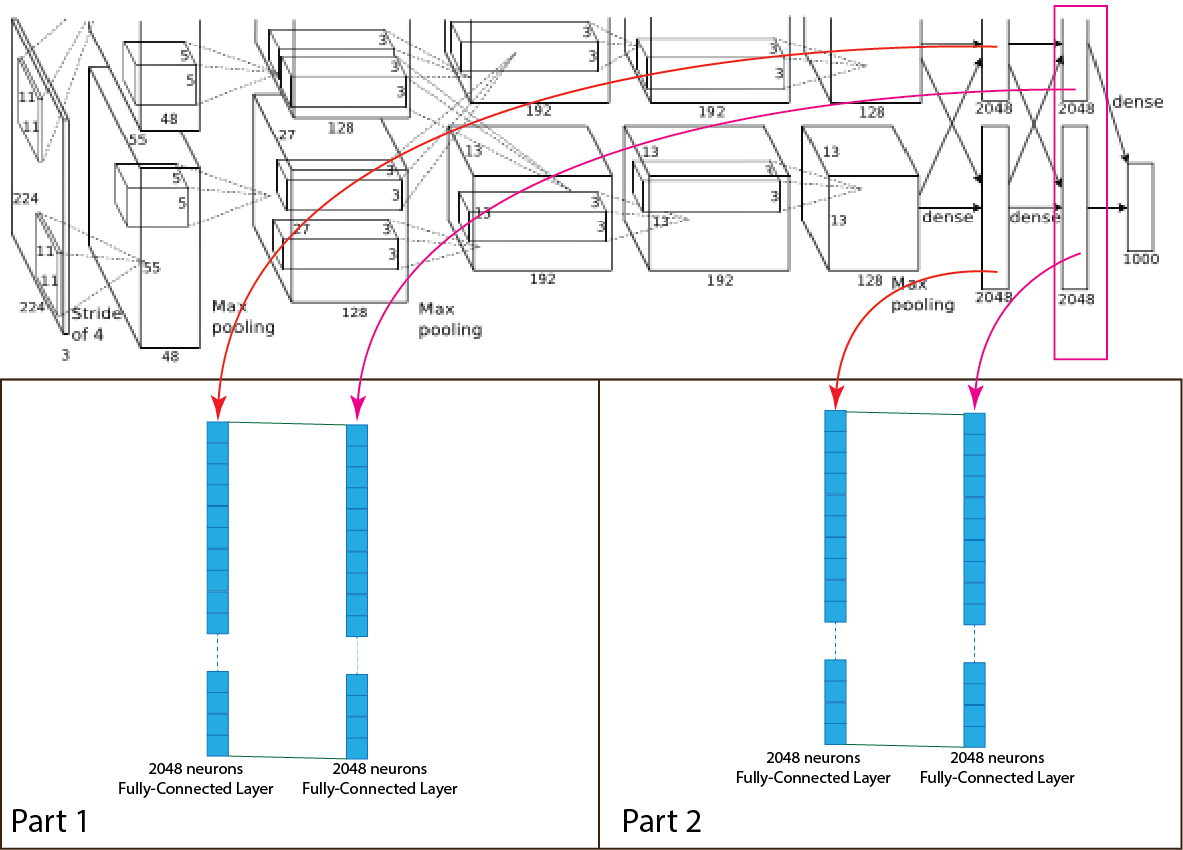 5
3
3
3
3
5
3
3
3
3
11
11
48
128
192
192
128
2048
2048
dense
55
27
13
13
13
3
3
3
5
5
3
3
224
27
13
3
3
13
13
dense
dense
11
11
55
3
3
192
192
128
1000
224
Stride
of 4
Max
pooling
128
Max
pooling
Max
pooling
2048
2048
3
48
2048 neurons
Fully-Connected Layer
2048 neurons
Fully-Connected Layer
Part 1
2048 neurons
Fully-Connected Layer
2048 neurons
Fully-Connected Layer
Part 2